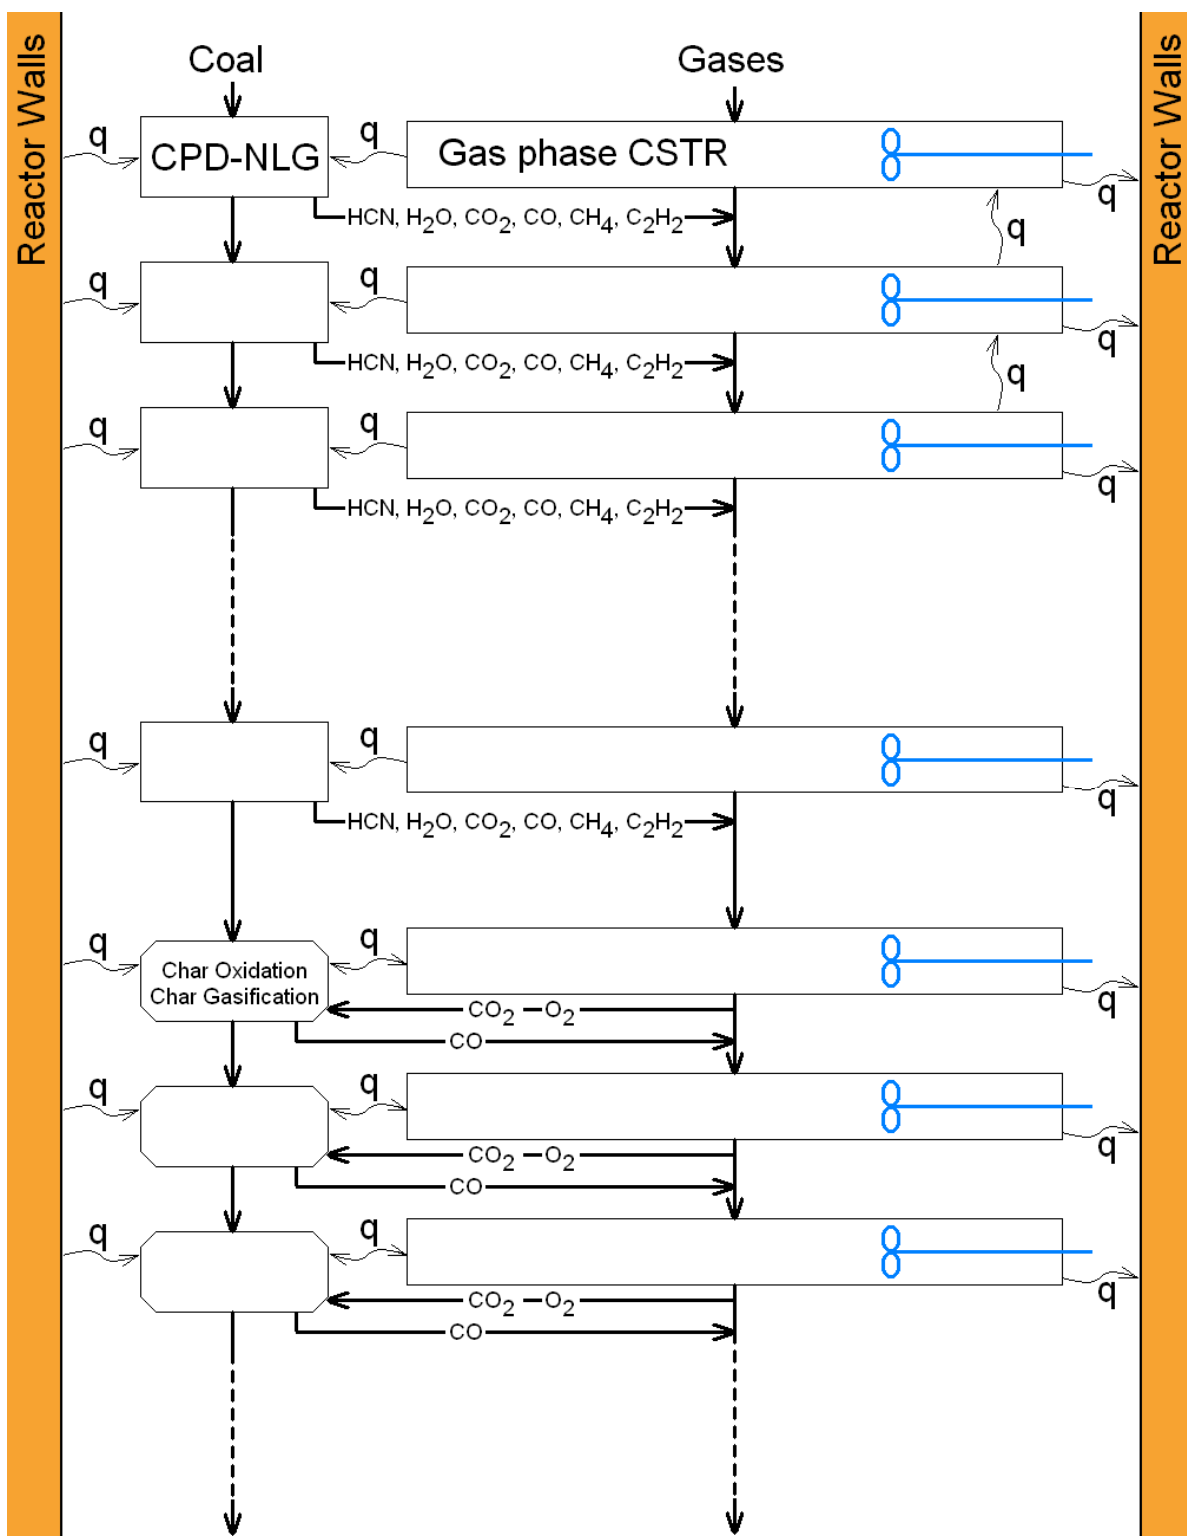 Reactor Walls
Reactor Walls
Coal
Gases
q
CPD-NLG
q
Gas phase CSTR
q
HCN, H2O, CO2, CO, CH4, C2H2
q
q
q
q
HCN, H2O, CO2, CO, CH4, C2H2
q
q
q
q
HCN, H2O, CO2, CO, CH4, C2H2
q
q
q
HCN, H2O, CO2, CO, CH4, C2H2
q
Char Oxidation
Char Gasification
q
q
CO2 O2
CO
q
q
q
CO2 O2
CO
q
q
q
CO2 O2
CO